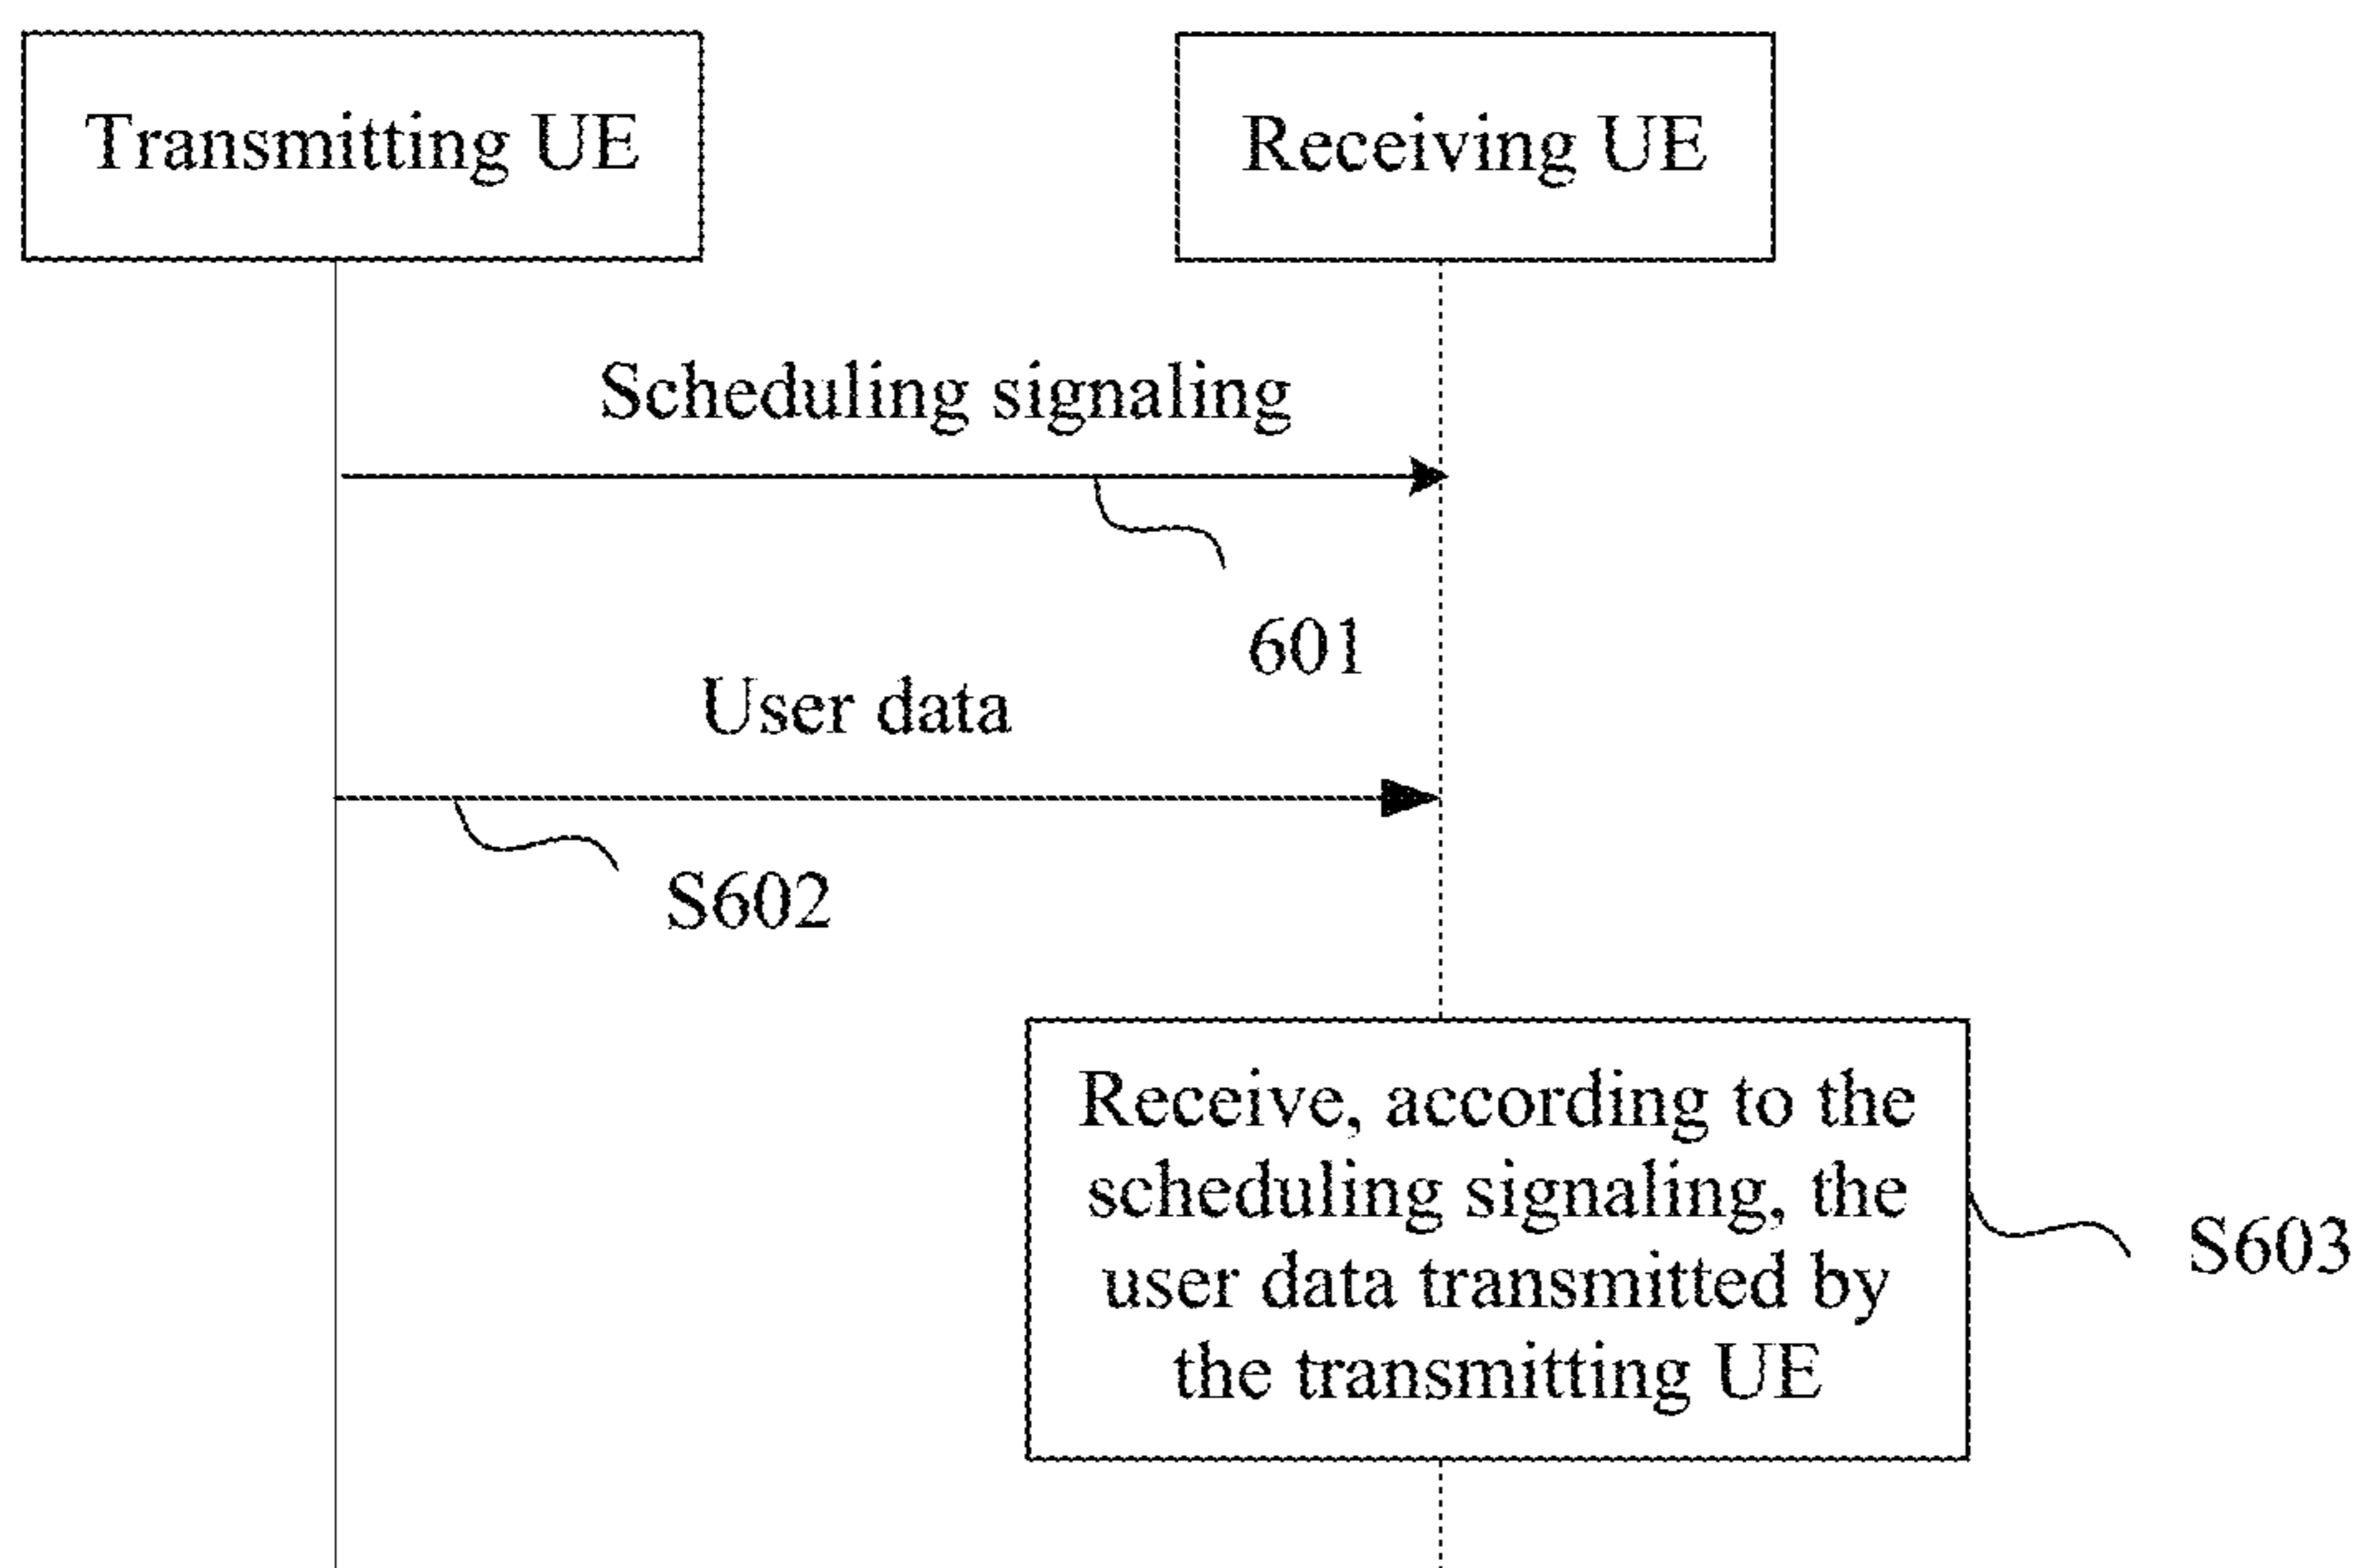 Transmitting UE
Receiving UE
Scheduling signaling
601
User data
S602
Receive, according to the
scheduling signaling, the
user data transmitted by
the transmitting UE
S603